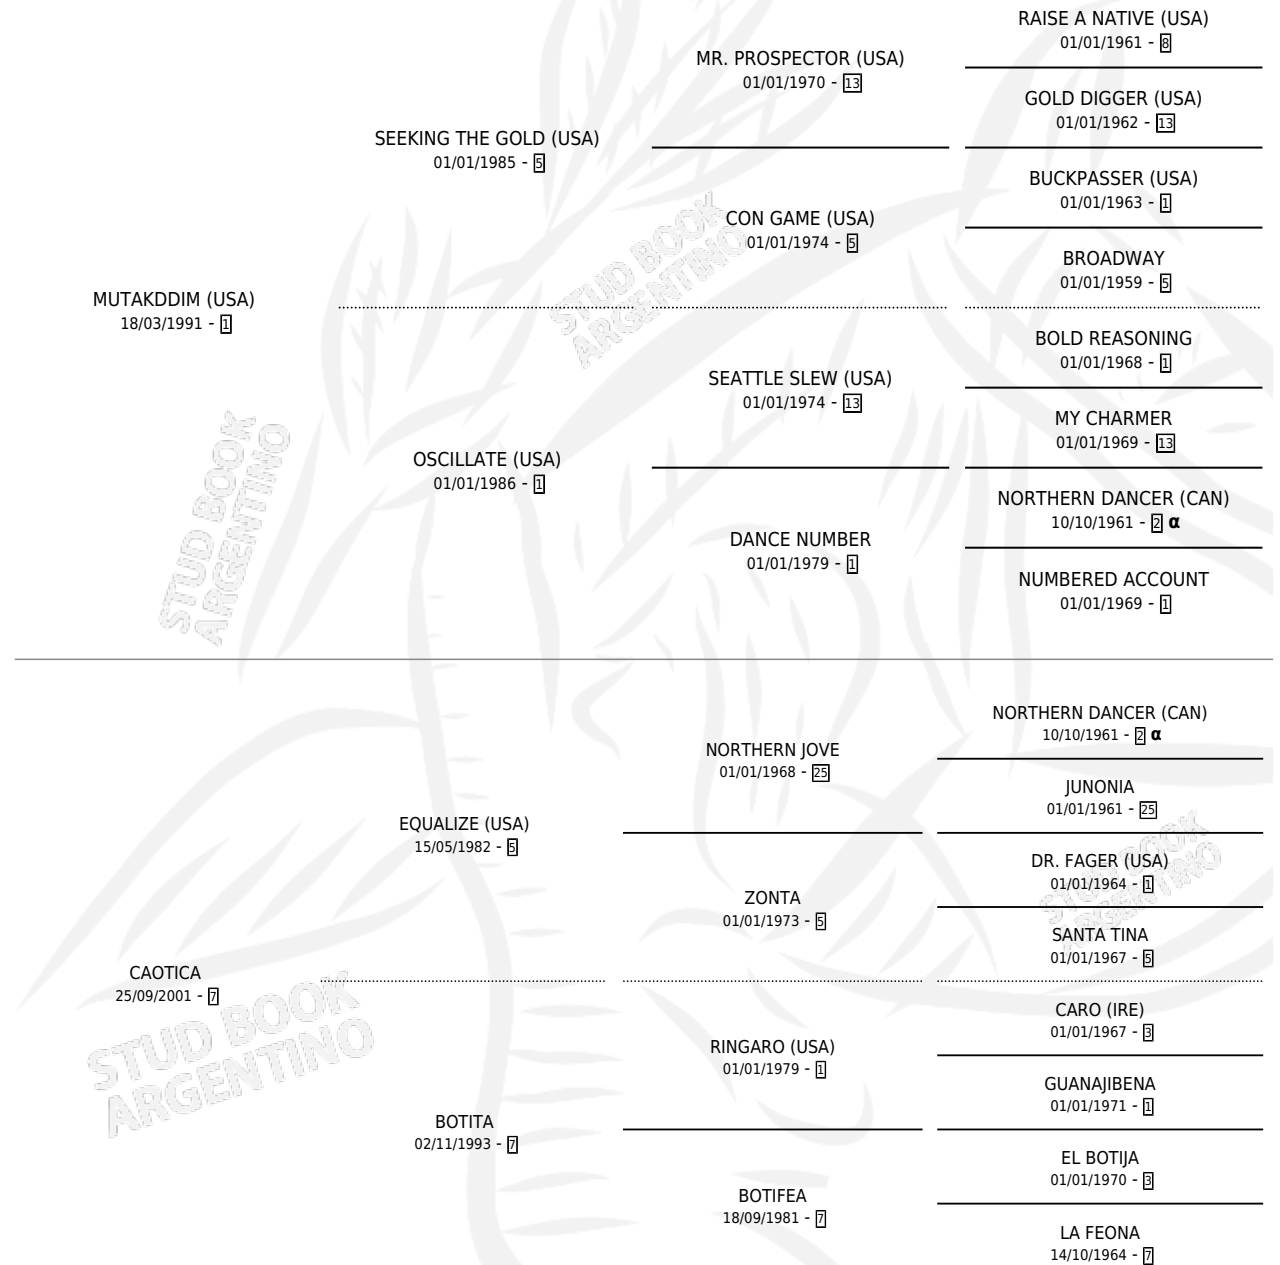 RAISE A NATIVE (USA)
01/01/1961 - 8
MR. PROSPECTOR (USA)
01/01/1970 - 13
GOLD DIGGER (USA)
01/01/1962 - 13
SEEKING THE GOLD (USA)
01/01/1985 - 5
BUCKPASSER (USA)
01/01/1963 - 1
CON GAME (USA)
01/01/1974 - 5
BROADWAY
01/01/1959 - 5
STUD BOOK
ARGENTINO
MUTAKDDIM (USA)
18/03/1991 - 1
BOLD REASONING
01/01/1968 - 1
SEATTLE SLEW (USA)
01/01/1974 - 13
MY CHARMER
01/01/1969 - 13
OSCILLATE (USA)
01/01/1986 - 1
NORTHERN DANCER (CAN)
10/10/1961 - 2 α
DANCE NUMBER
01/01/1979 - 1
NUMBERED ACCOUNT
01/01/1969 - 1
STUD BOOK
ARGENTINO
NORTHERN DANCER (CAN)
10/10/1961 - 2 α
NORTHERN JOVE
01/01/1968 - 25
JUNONIA
01/01/1961 - 25
EQUALIZE (USA)
15/05/1982 - 5
DR. FAGER (USA)
01/01/1964 - 1
ZONTA
01/01/1973 - 5
SANTA TINA
01/01/1967 - 5
STUD BOOK
ARGENTINO
CAOTICA
25/09/2001 - 7
CARO (IRE)
01/01/1967 - 3
RINGARO (USA)
01/01/1979 - 1
GUANAJIBENA
01/01/1971 - 1
BOTITA
02/11/1993 - 7
EL BOTIJA
01/01/1970 - 3
BOTIFEA
18/09/1981 - 7
LA FEONA
14/10/1964 - 7
STUD BOOK
ARGENTINO